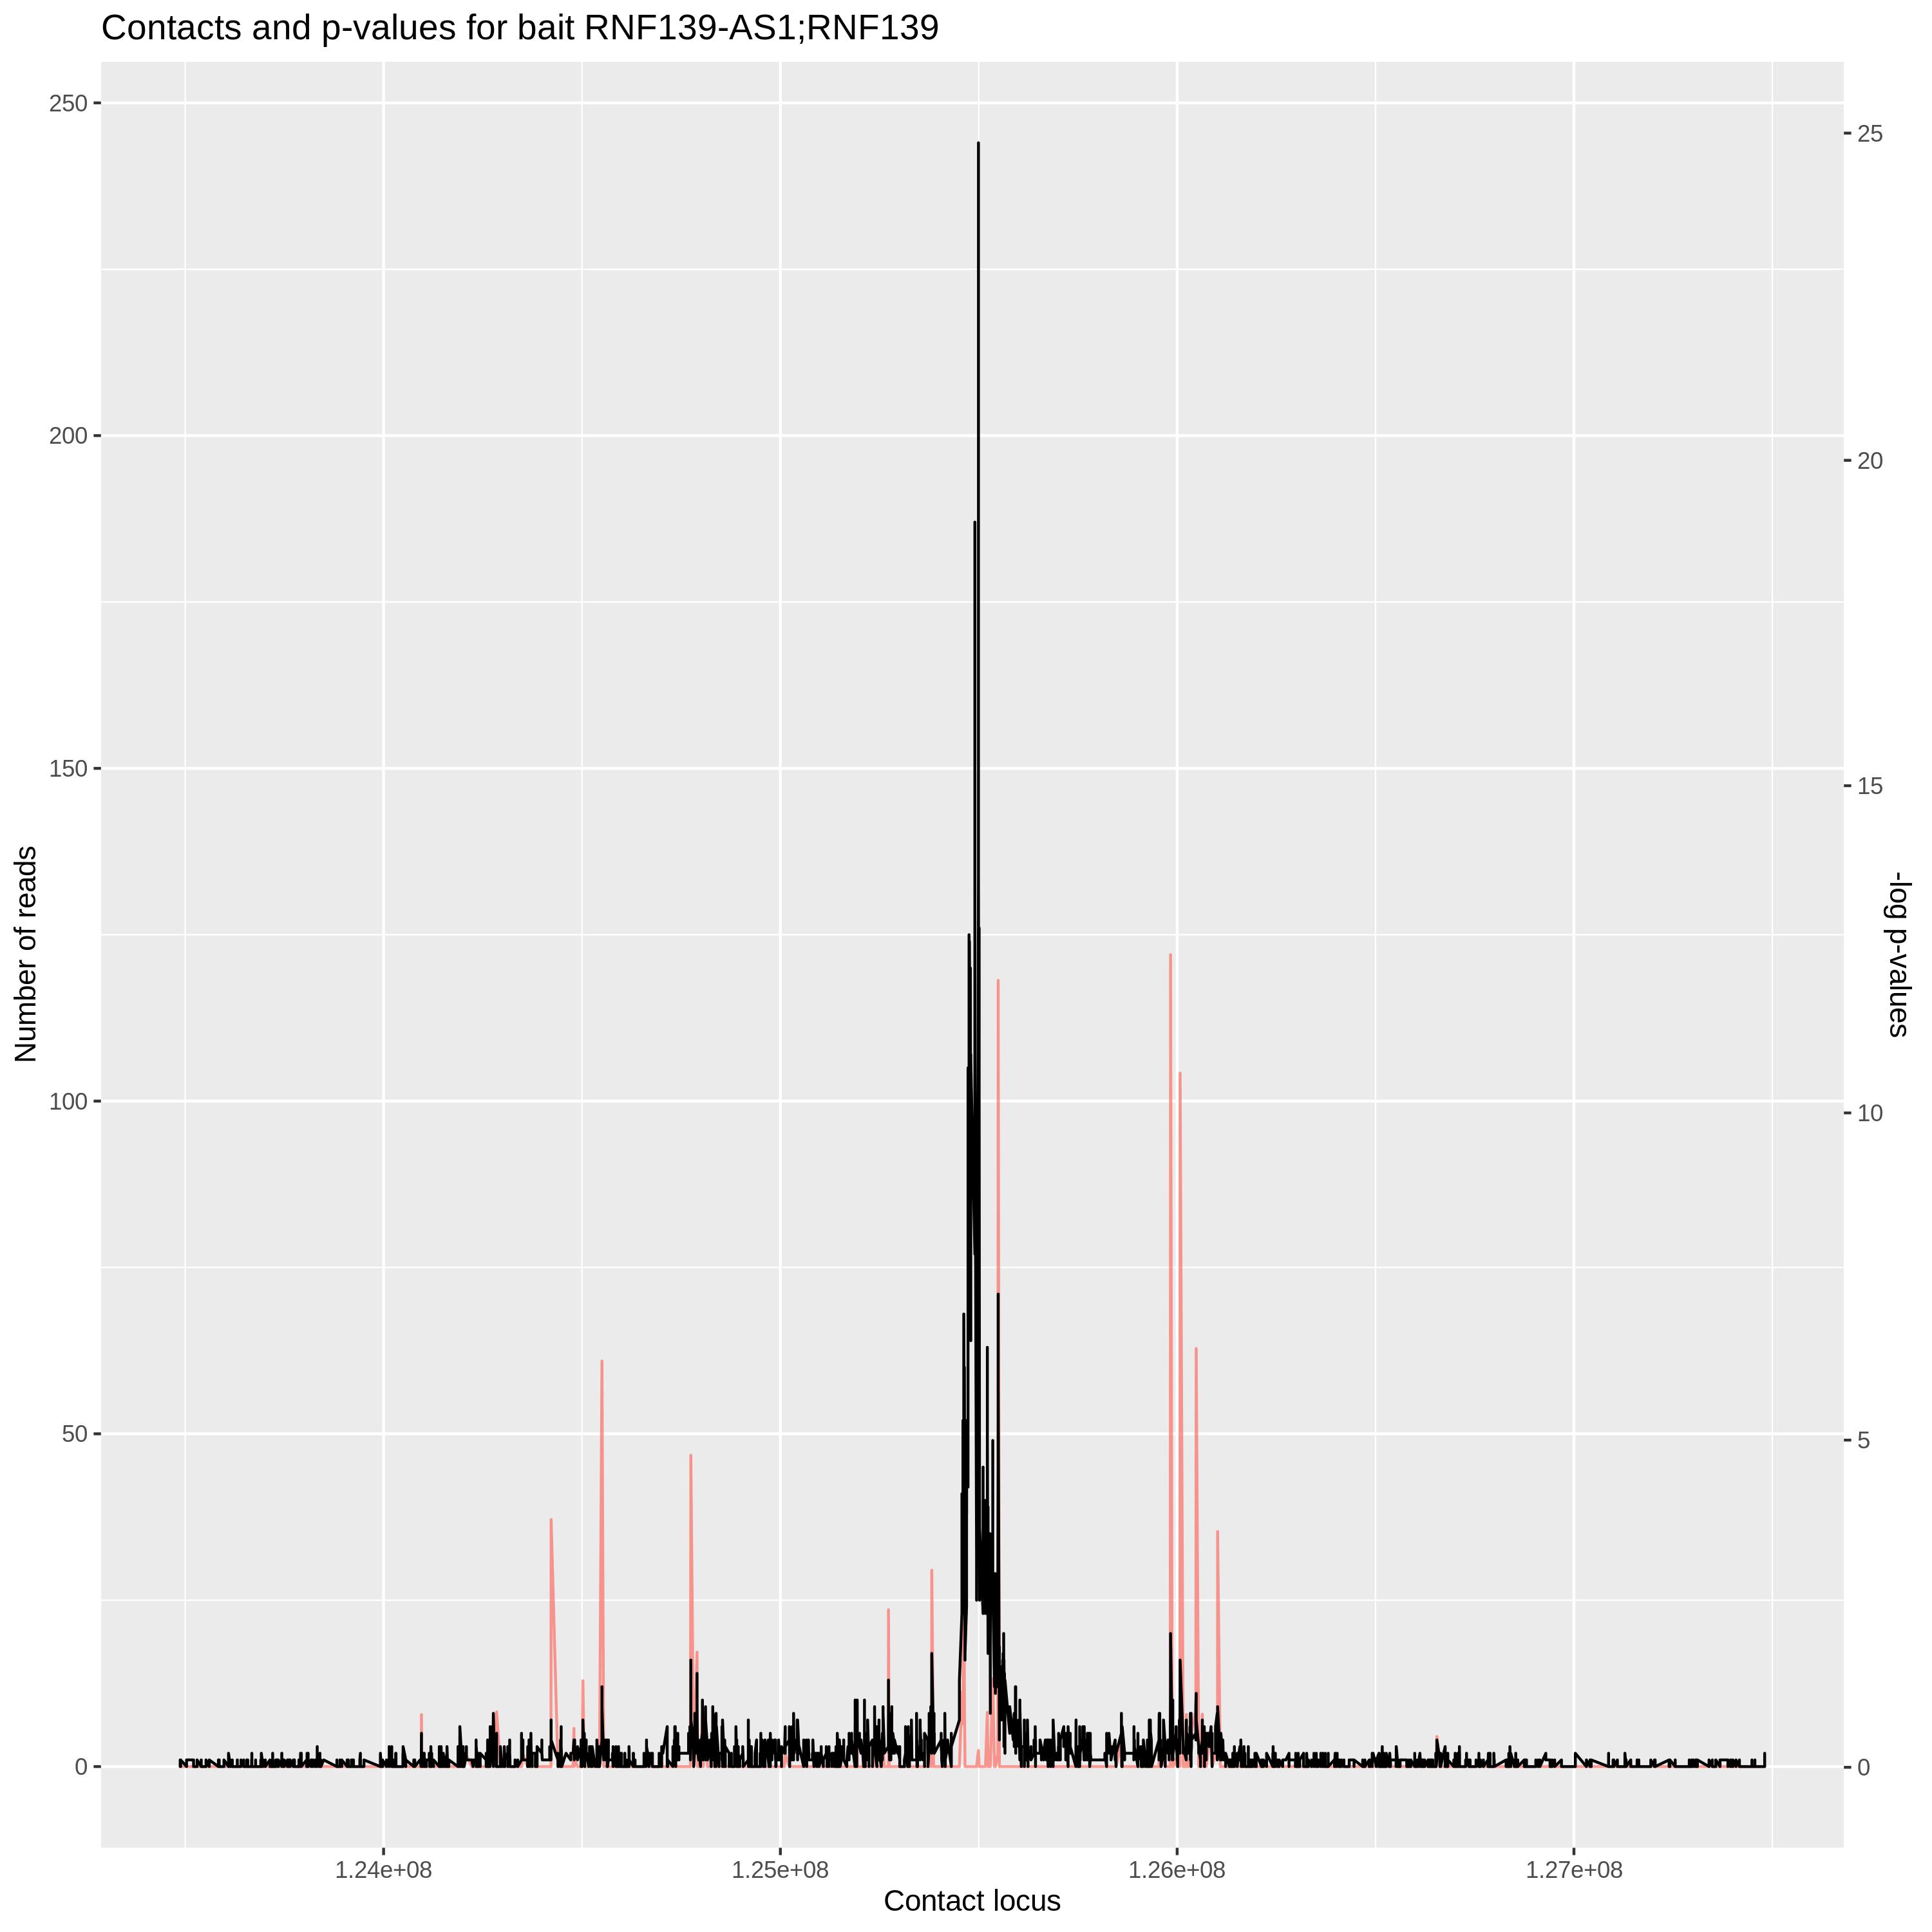 Contacts and p-values for bait RNF139-AS1;RNF139
250
200
150
100
50
0
Number of reads
25
20
15
10
5
0
-log p-values
1.24e+08
1.25e+08
1.26e+08
1.27e+08
Contact locus